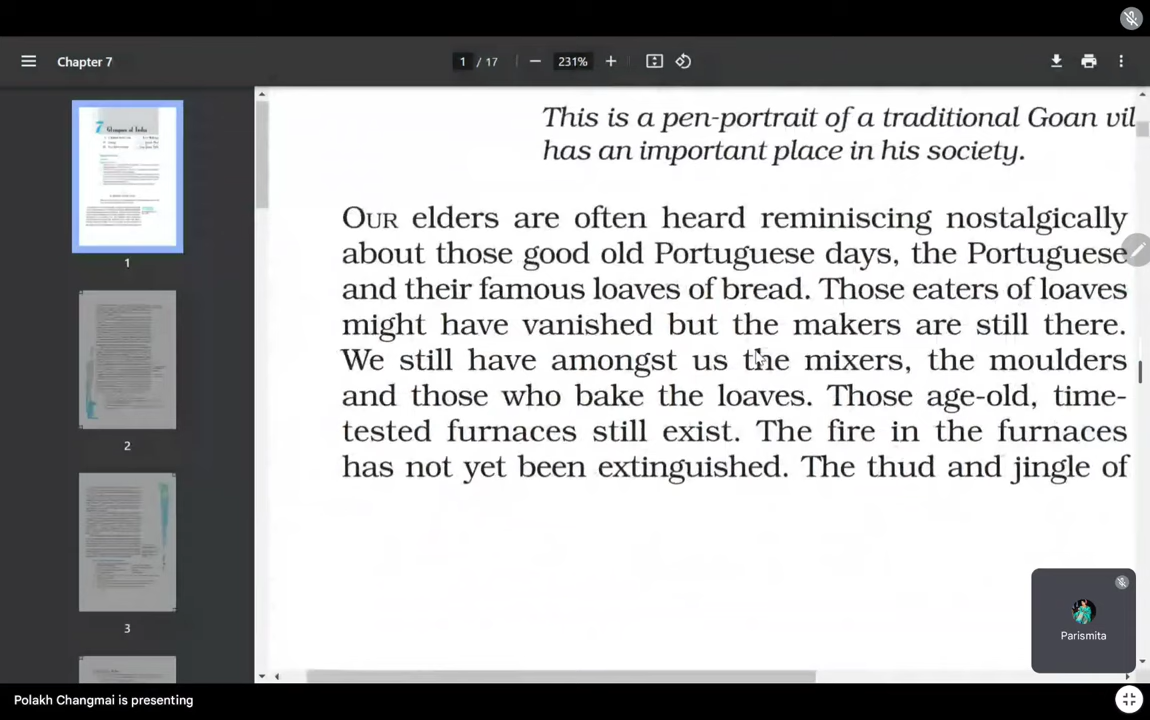 Chapter 7
1 / 17
231%
7 Glimpses of India
1
2
3
This is a pen-portrait of a traditional Goan vil
has an important place in his society.
OUR elders are often heard reminiscing nostalgically
about those good old Portuguese days, the Portuguese
and their famous loaves of bread. Those eaters of loaves
might have vanished but the makers are still there.
We still have amongst us the mixers, the moulders
and those who bake the loaves. Those age-old, time-
tested furnaces still exist. The fire in the furnaces
has not yet been extinguished. The thud and jingle of
Parismita
Polakh Changmai is presenting